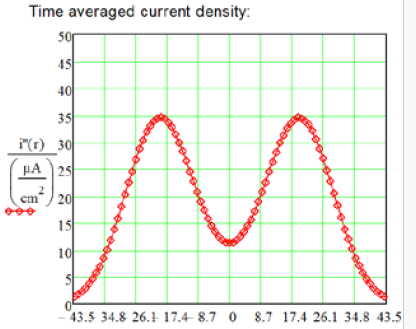 Time averaged current density:
50
45
40
35
30
25
20
15
10
5
0
i"(r)
μA
cm²
− 43.5 34.8 26.1 17.4 − 8.7 0 8.7 17.4 26.1 34.8 43.5